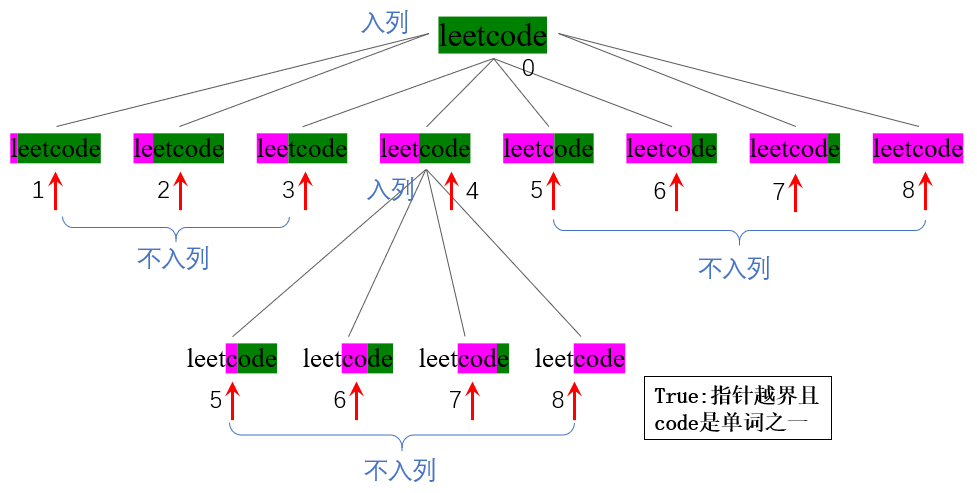 入列
leetcode
0
leetcode leetcode leetcode leetcode leetcode leetcode leetcode leetcode
1 2 3 入列 4 5 6 7 8
不入列 不入列
leetcode leetcode leetcode leetcode
5 6 7 8
不入列
True:指针越界且
code是单词之一